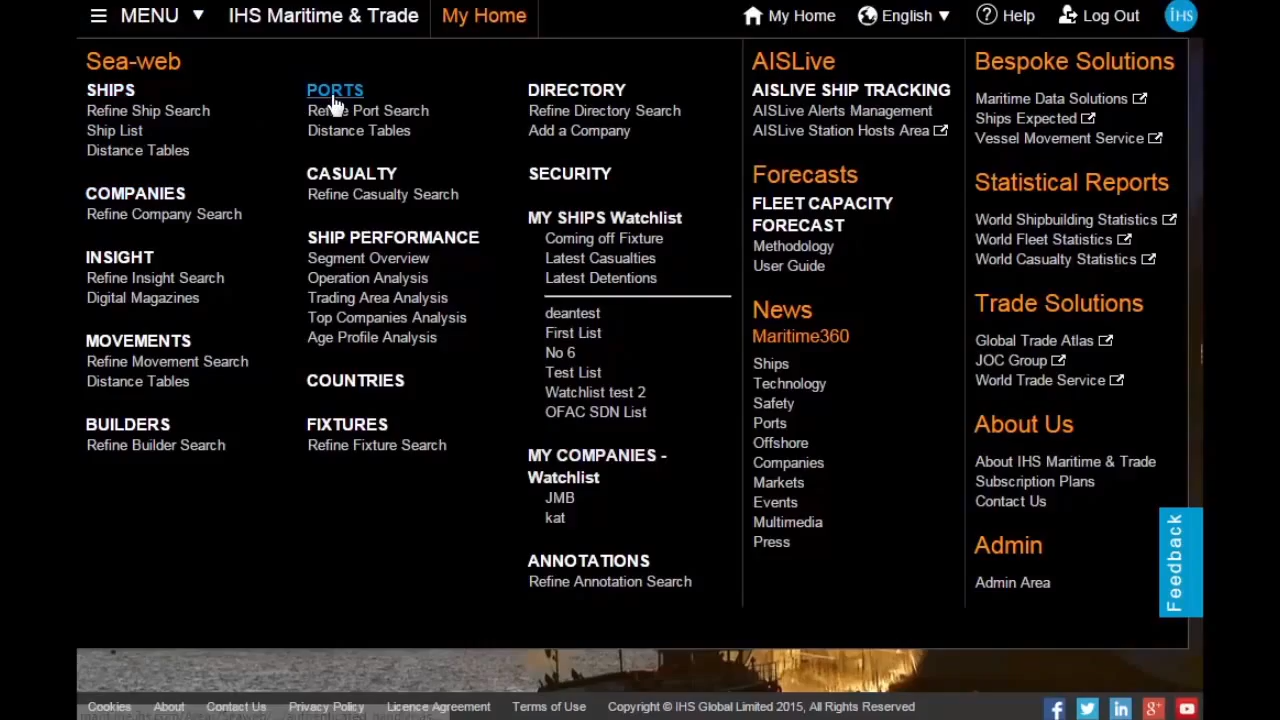 MENU
IHS Maritime & Trade
My Home
My Home
English
Help
Log Out
IHS
Sea-web
SHIPS
Refine Ship Search
Ship List
Distance Tables
COMPANIES
Refine Company Search
INSIGHT
Refine Insight Search
Digital Magazines
MOVEMENTS
Refine Movement Search
Distance Tables
BUILDERS
Refine Builder Search
PORTS
Refine Port Search
Distance Tables
CASUALTY
Refine Casualty Search
SHIP PERFORMANCE
Segment Overview
Operation Analysis
Trading Area Analysis
Top Companies Analysis
Age Profile Analysis
COUNTRIES
FIXTURES
Refine Fixture Search
DIRECTORY
Refine Directory Search
Add a Company
SECURITY
MY SHIPS Watchlist
Coming off Fixture
Latest Casualties
Latest Detentions
deantest
First List
No 6
Test List
Watchlist test 2
OFAC SDN List
MY COMPANIES -
Watchlist
JMB
kat
ANNOTATIONS
Refine Annotation Search
AISLive
AISLIVE SHIP TRACKING
AISLive Alerts Management
AISLive Station Hosts Area
Forecasts
FLEET CAPACITY
FORECAST
Methodology
User Guide
News
Maritime360
Ships
Technology
Safety
Ports
Offshore
Companies
Markets
Events
Multimedia
Press
Bespoke Solutions
Maritime Data Solutions
Ships Expected
Vessel Movement Service
Statistical Reports
World Shipbuilding Statistics
World Fleet Statistics
World Casualty Statistics
Trade Solutions
Global Trade Atlas
JOC Group
World Trade Service
About Us
About IHS Maritime & Trade
Subscription Plans
Contact Us
Admin
Admin Area
Feedback
Cookies
About
Contact Us
Privacy Policy
Licence Agreement
Terms of Use
Copyright © IHS Global Limited 2015, All Rights Reserved